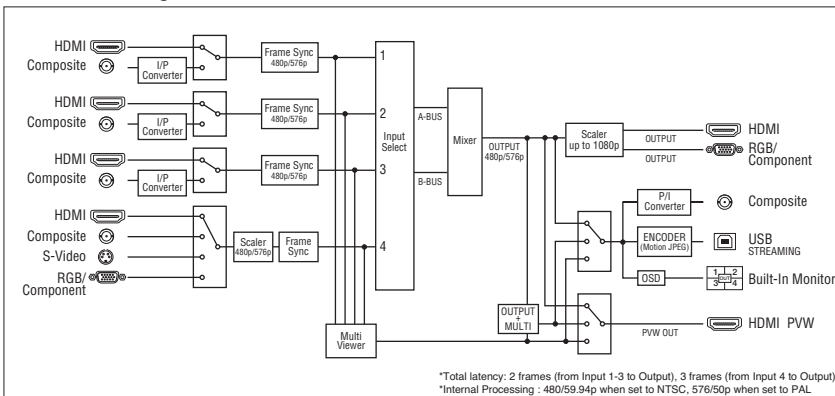 HDMI
Composite
I/P
Converter
Frame Sync
480p/576p
HDMI
Composite
I/P
Converter
Frame Sync
480p/576p
HDMI
Composite
I/P
Converter
Frame Sync
480p/576p
HDMI
Composite
S-Video
RGB/
Component
Scaler
480p/576p
Frame
Sync
1
2
3
4
Input
Select
Multi
Viewer
A-BUS
B-BUS
Mixer
OUTPUT
480p/576p
Scaler
up to 1080p
OUTPUT
OUTPUT
HDMI
RGB/
Component
P/I
Converter
Composite
ENCODER
(Motion JPEG)
USB
STREAMING
OSD
1 2
OUT
3 4
Built-In Monitor
OUTPUT
+
MULTI
PVW OUT
HDMI PVW
*Total latency: 2 frames (from Input 1-3 to Output), 3 frames (from Input 4 to Output)
*Internal Processing : 480/59.94p when set to NTSC, 576/50p when set to PAL